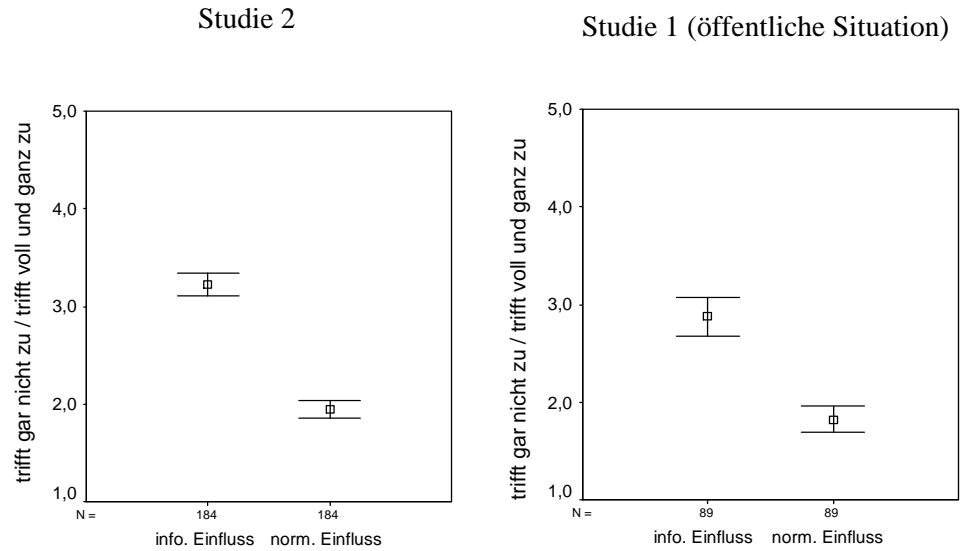 Studie 2
trifft gar nicht zu / trifft voll und ganz zu
5,0
4,0
3,0
2,0
1,0
N =
184
184
info. Einfluss
norm. Einfluss
Studie 1 (öffentliche Situation)
trifft gar nicht zu / trifft voll und ganz zu
5,0
4,0
3,0
2,0
1,0
N =
89
89
info. Einfluss
norm. Einfluss